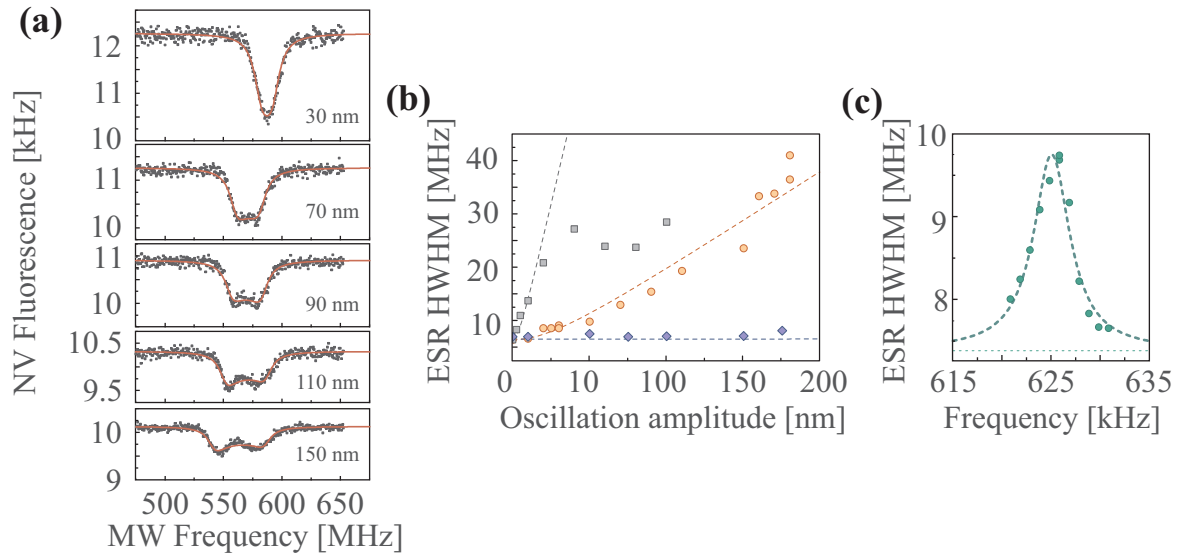 (a)
NV Fluorescence [kHz]
12
11
10
30 nm
11
10
70 nm
11
10
90 nm
10.5
9.5
110 nm
10
9
150 nm
500 550 600 650
MW Frequency [MHz]
(b)
ESR HWHM [MHz]
40
30
20
10
0 10 100 150 200
Oscillation amplitude [nm]
(c)
ESR HWHM [MHz]
10
9
8
615 625 635
Frequency [kHz]